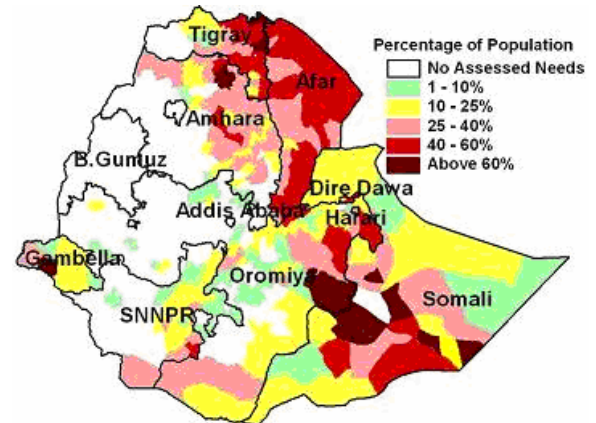 Tigray
Percentage of Population
No Assessed Needs
1 - 10%
10 - 25%
25 - 40%
40 - 60%
Above 60%
Afar
Amhara
B.Gumuz
Dire Dawa
Addis Ababa
Harari
Gambella
Oromiya
Somali
SNNPR